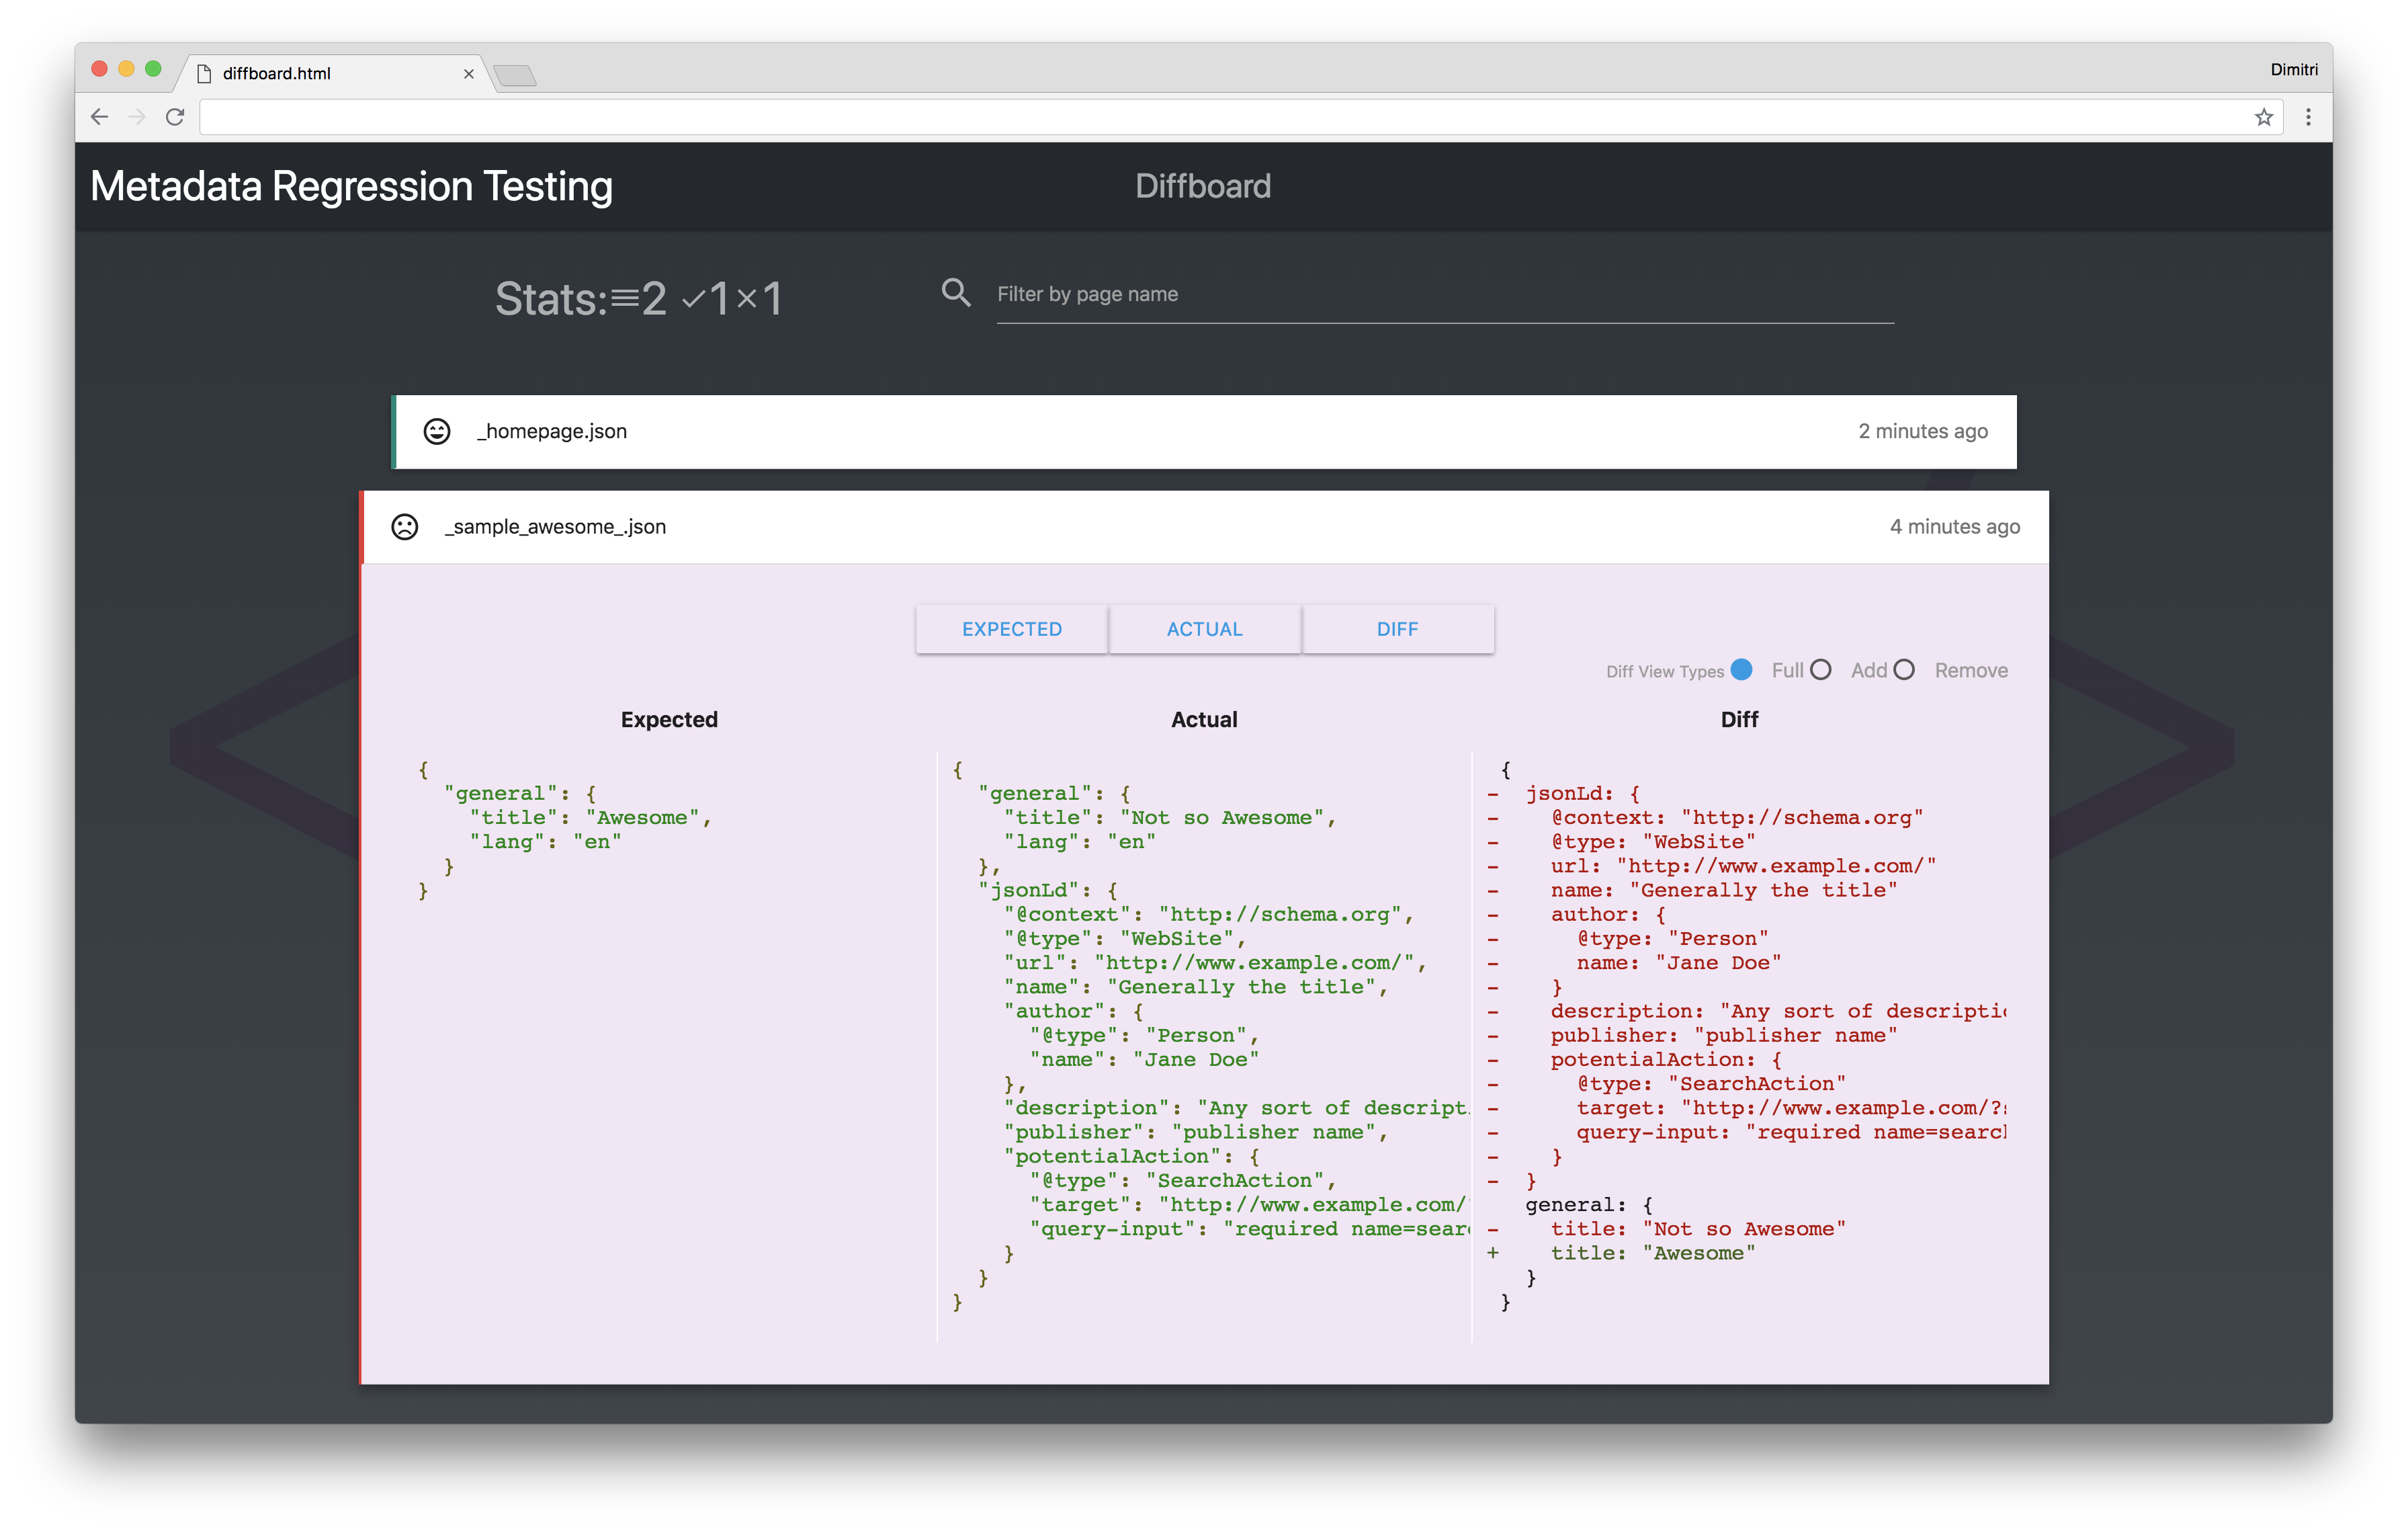 diffboard.html
Dimitri
Metadata Regression Testing
Diffboard
Stats: 2 1 1
Filter by page name
_homepage.json
2 minutes ago
_sample_awesome_.json
4 minutes ago
EXPECTED
ACTUAL
DIFF
Diff View Types Full Add Remove
Expected
{
"general": {
"title": "Awesome",
"lang": "en"
}
}
Actual
{
"general": {
"title": "Not so Awesome",
"lang": "en"
},
"jsonLd": {
"@context": "http://schema.org",
"@type": "WebSite",
"url": "http://www.example.com/",
"name": "Generally the title",
"author": {
"@type": "Person",
"name": "Jane Doe"
},
"description": "Any sort of descript
"publisher": "publisher name",
"potentialAction": {
"@type": "SearchAction",
"target": "http://www.example.com/
"query-input": "required name=sear
}
}
}
Diff
{
- jsonLd: {
- @context: "http://schema.org"
- @type: "WebSite"
- url: "http://www.example.com/"
- name: "Generally the title"
- author: {
- @type: "Person"
- name: "Jane Doe"
- }
- description: "Any sort of descripti
- publisher: "publisher name"
- potentialAction: {
- @type: "SearchAction"
- target: "http://www.example.com/?
- query-input: "required name=searc
- }
- }
general: {
- title: "Not so Awesome"
+ title: "Awesome"
}
}